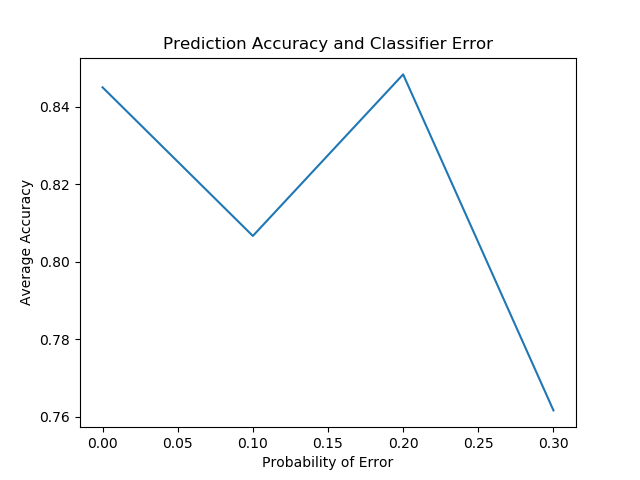 Prediction Accuracy and Classifier Error
0.84
0.82
0.80
0.78
0.76
Average Accuracy
0.00 0.05 0.10 0.15 0.20 0.25 0.30
Probability of Error